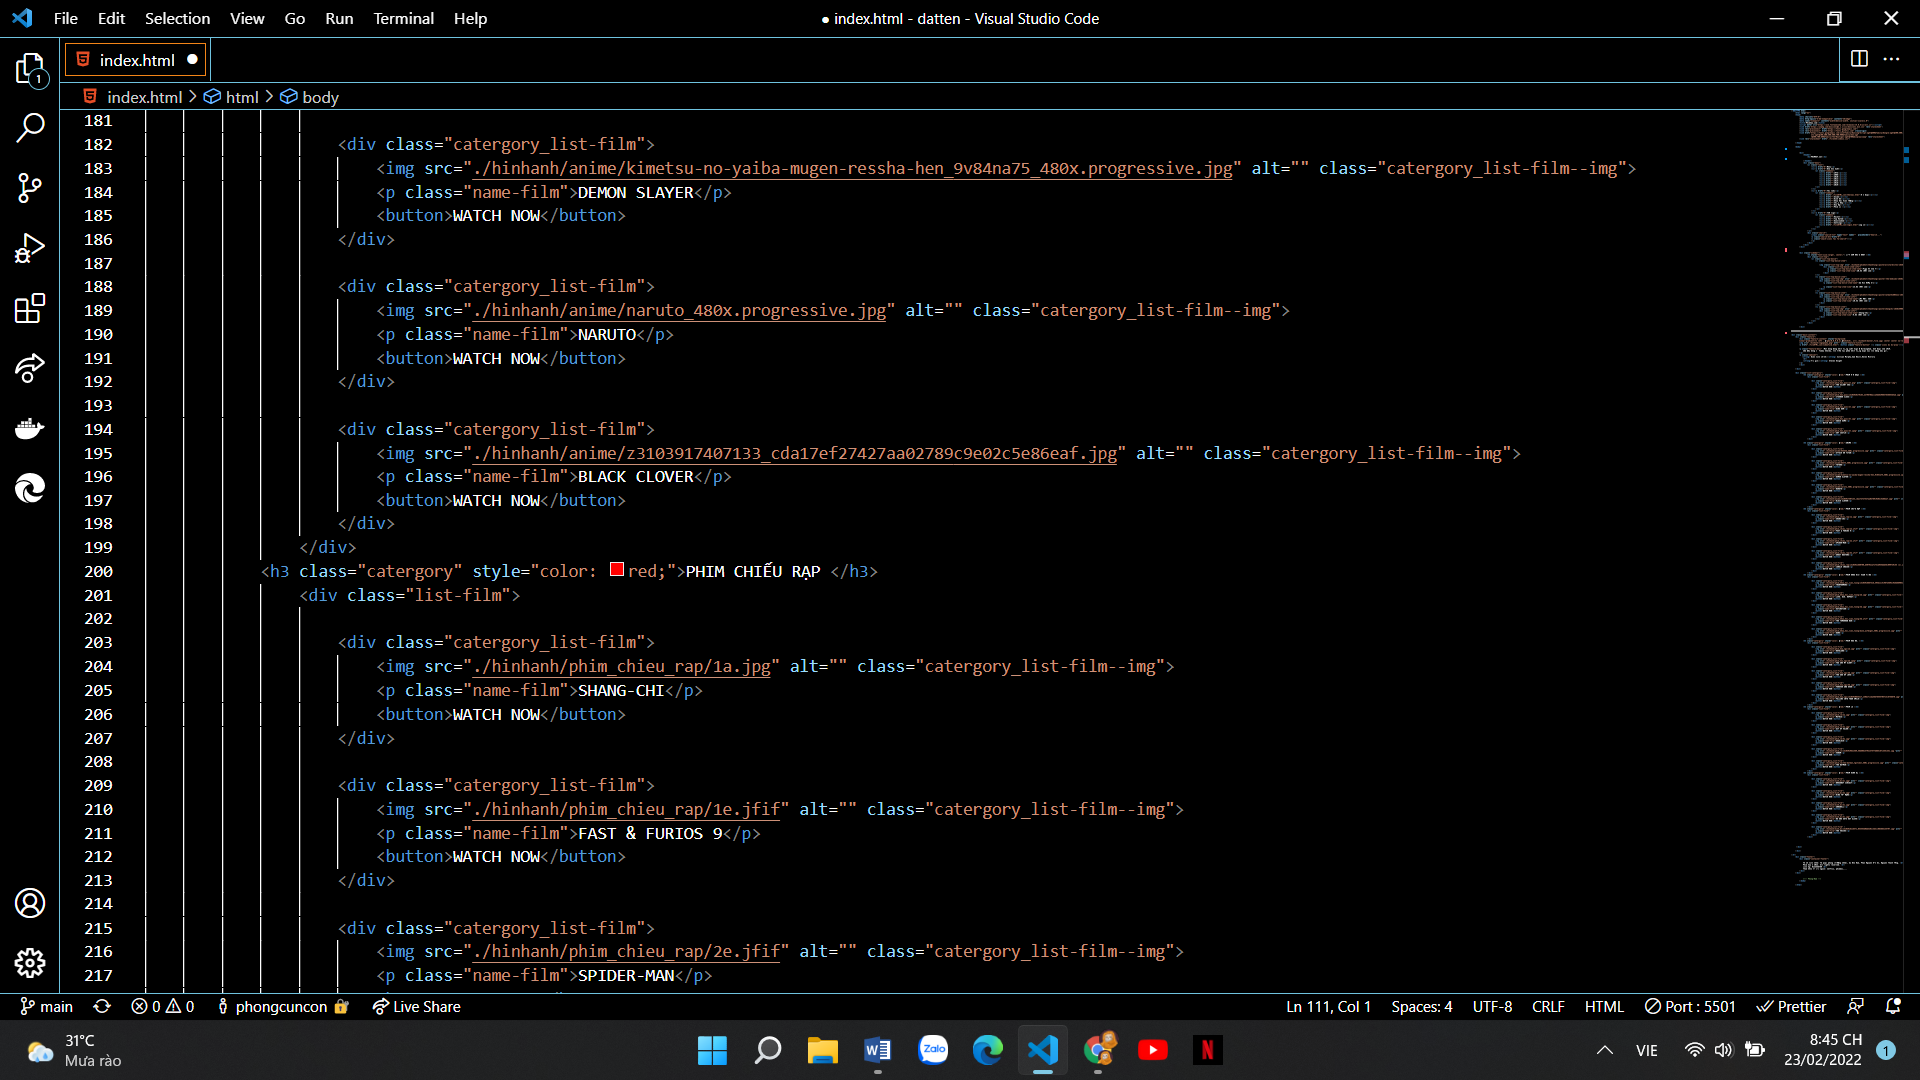 File Edit Selection View Go Run Terminal Help
● index.html - datten - Visual Studio Code
index.html ●
index.html > html > body
181
182 <div class="catergory_list-film">
183 <img src="./hinhanh/anime/kimetsu-no-yaiba-mugen-ressha-hen_9v84na75_480x.progressive.jpg" alt="" class="catergory_list-film--img">
184 <p class="name-film">DEMON SLAYER</p>
185 <button>WATCH NOW</button>
186 </div>
187
188 <div class="catergory_list-film">
189 <img src="./hinhanh/anime/naruto_480x.progressive.jpg" alt="" class="catergory_list-film--img">
190 <p class="name-film">NARUTO</p>
191 <button>WATCH NOW</button>
192 </div>
193
194 <div class="catergory_list-film">
195 <img src="./hinhanh/anime/z3103917407133_cda17ef27427aa02789c9e02c5e86eaf.jpg" alt="" class="catergory_list-film--img">
196 <p class="name-film">BLACK CLOVER</p>
197 <button>WATCH NOW</button>
198 </div>
199 </div>
200 <h3 class="catergory" style="color: red;">PHIM CHIẾU RẠP </h3>
201 <div class="list-film">
202
203 <div class="catergory_list-film">
204 <img src="./hinhanh/phim_chieu_rap/1a.jpg" alt="" class="catergory_list-film--img">
205 <p class="name-film">SHANG-CHI</p>
206 <button>WATCH NOW</button>
207 </div>
208
209 <div class="catergory_list-film">
210 <img src="./hinhanh/phim_chieu_rap/1e.jfif" alt="" class="catergory_list-film--img">
211 <p class="name-film">FAST & FURIOS 9</p>
212 <button>WATCH NOW</button>
213 </div>
214
215 <div class="catergory_list-film">
216 <img src="./hinhanh/phim_chieu_rap/2e.jfif" alt="" class="catergory_list-film--img">
217 <p class="name-film">SPIDER-MAN</p>
main 0 0 phongcuncon Live Share Ln 111, Col 1 Spaces: 4 UTF-8 CRLF HTML Port : 5501 Prettier
31°C
Mưa rào
Zalo
VIE
8:45 CH
23/02/2022
1